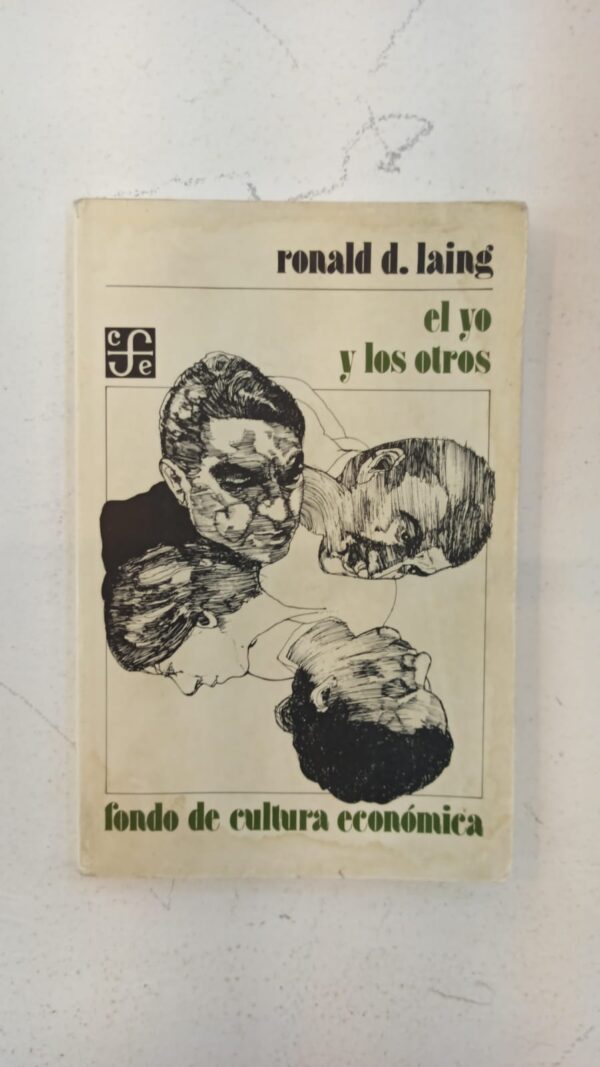 ronald d. laing
el yo
y los otros
c f e
fondo de cultura económica